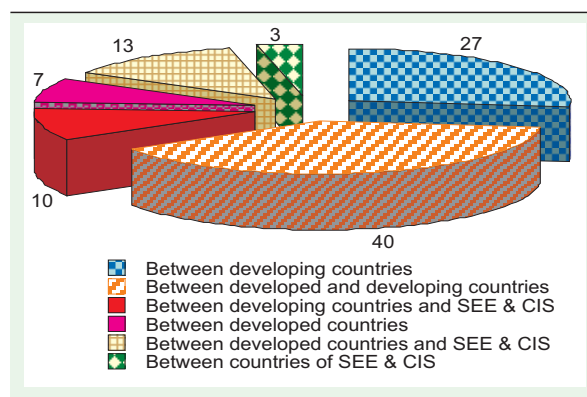 3
13
27
7
10
40
Between developing countries
Between developed and developing countries
Between developing countries and SEE & CIS
Between developed countries
Between developed countries and SEE & CIS
Between countries of SEE & CIS